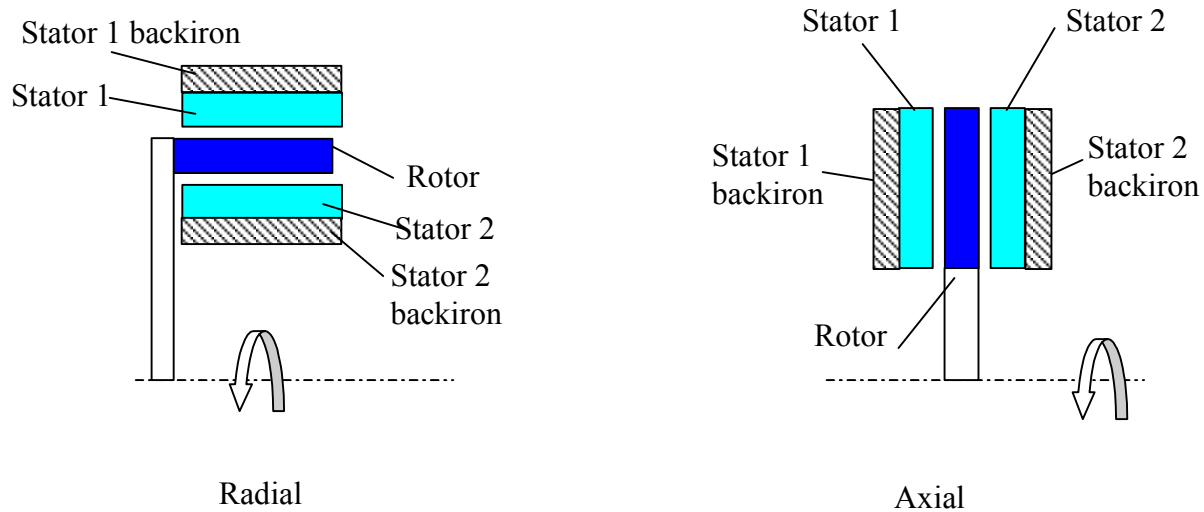 Stator 1 backiron
Stator 1
Rotor
Stator 2
Stator 2
backiron
Radial
Stator 1
Stator 2
Stator 1
backiron
Stator 2
backiron
Rotor
Axial